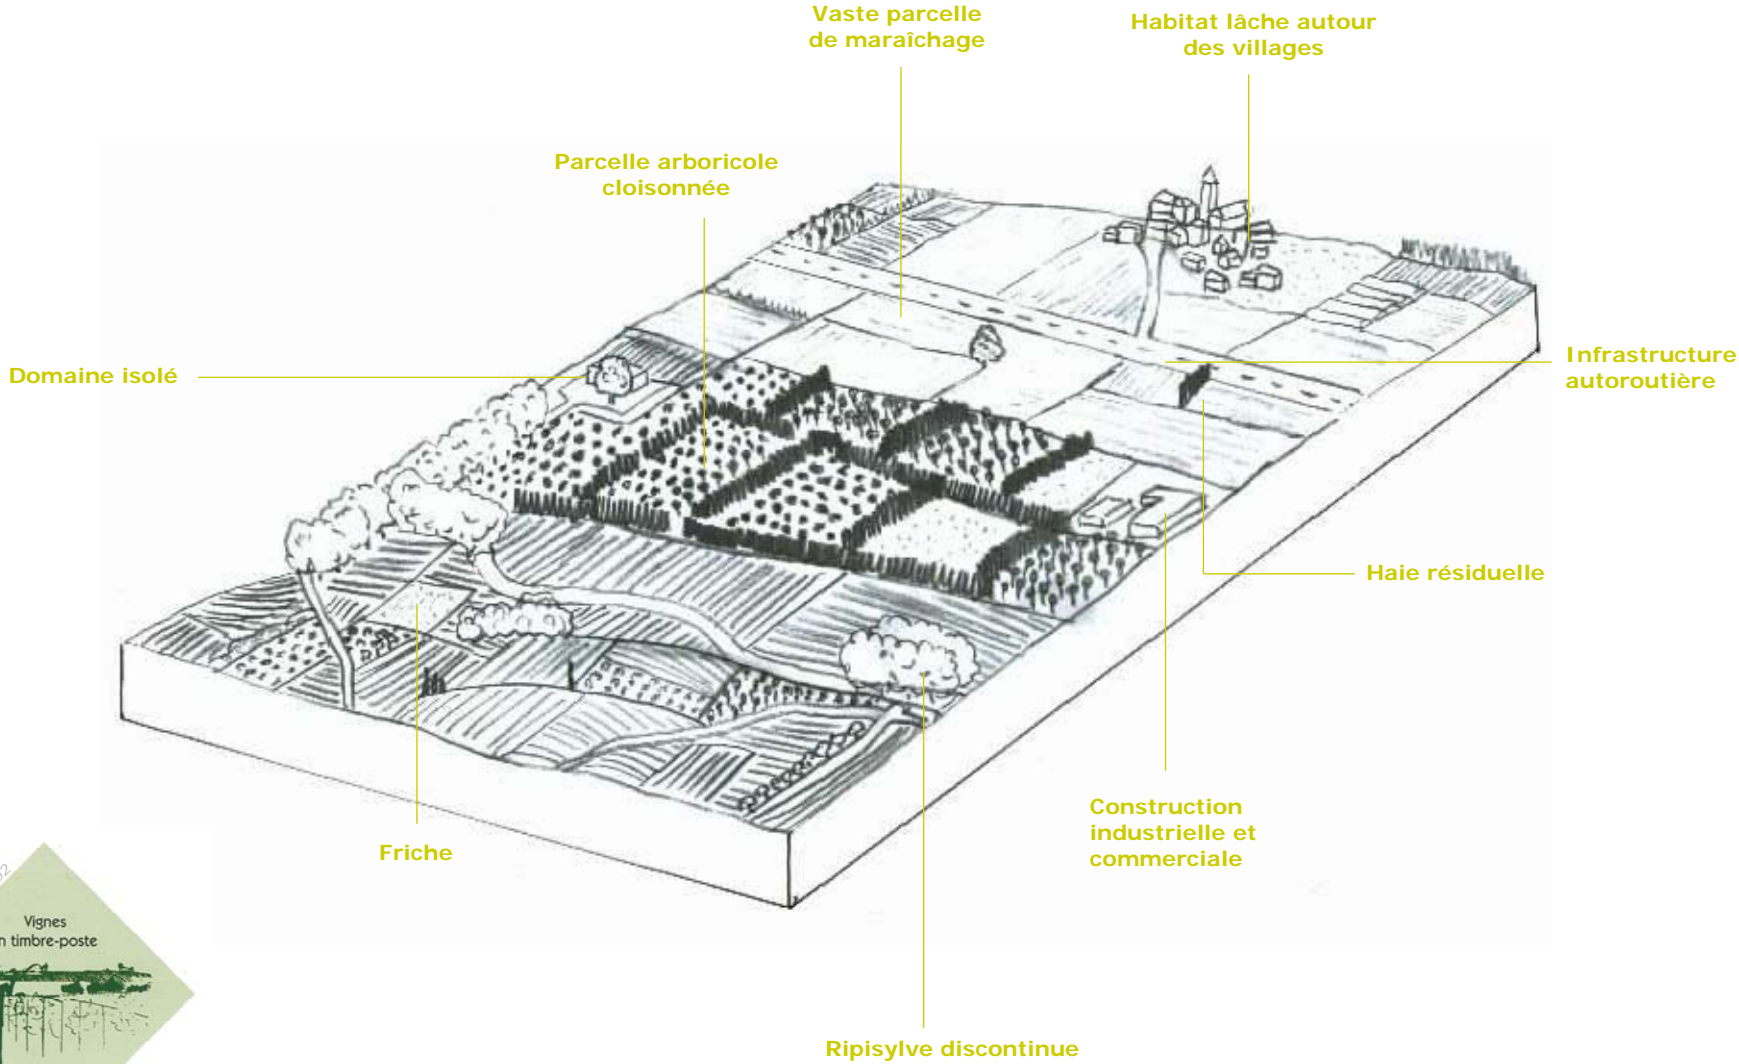 Vaste parcelle
de maraîchage
Habitat lâche autour
des villages
Parcelle arboricole
cloisonnée
Domaine isolé
Infrastructure
autoroutière
Haie résiduelle
Construction
industrielle et
commerciale
Friche
Vignes
timbre-poste
Ripisylve discontinue